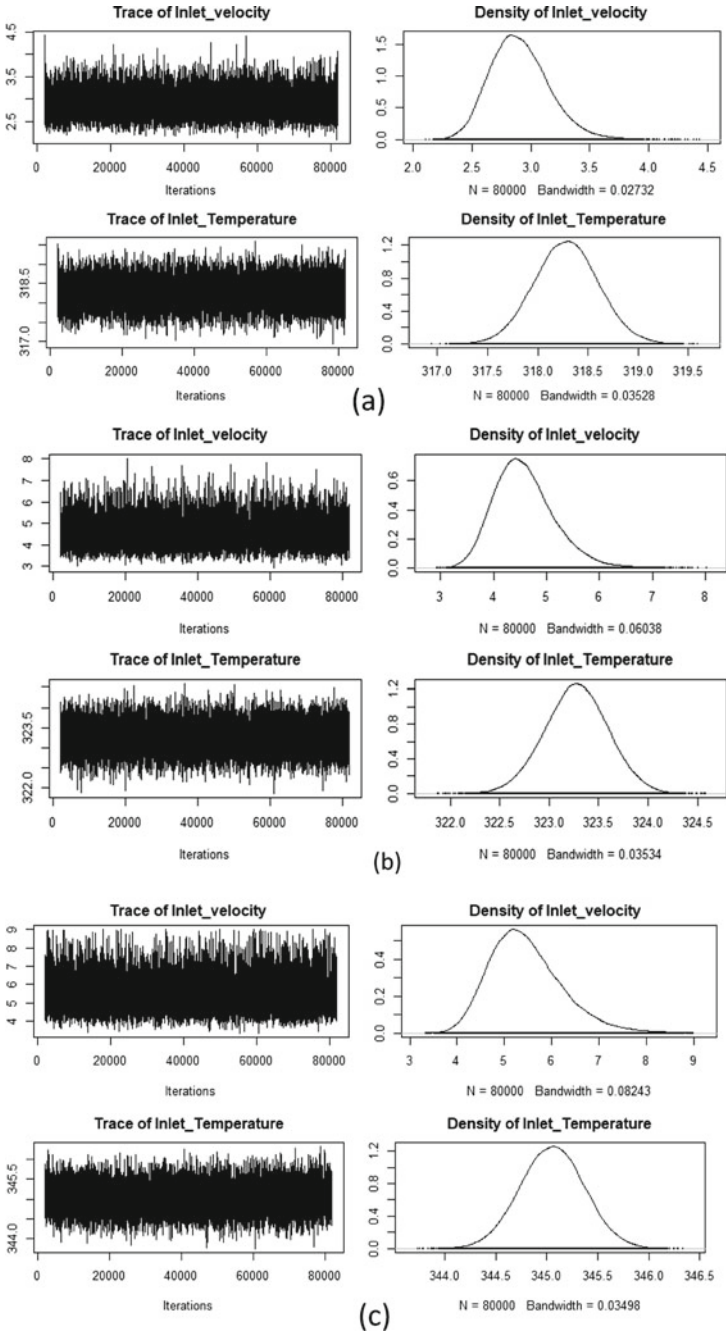 Trace of Inlet_velocity
4.5
3.5
2.5
0 20000 40000 60000 80000
Iterations
Density of Inlet_velocity
1.5
1.0
0.5
0.0
2.0 2.5 3.0 3.5 4.0 4.5
N = 80000 Bandwidth = 0.02732
Trace of Inlet_Temperature
318.5
317.0
0 20000 40000 60000 80000
Iterations
Density of Inlet_Temperature
1.2
0.8
0.4
0.0
317.0 317.5 318.0 318.5 319.0 319.5
N = 80000 Bandwidth = 0.03528
(a)
Trace of Inlet_velocity
8
7
6
5
4
3
0 20000 40000 60000 80000
Iterations
Density of Inlet_velocity
0.6
0.4
0.2
0.0
3 4 5 6 7 8
N = 80000 Bandwidth = 0.06038
Trace of Inlet_Temperature
323.5
322.0
0 20000 40000 60000 80000
Iterations
Density of Inlet_Temperature
1.2
0.8
0.4
0.0
322.0 322.5 323.0 323.5 324.0 324.5
N = 80000 Bandwidth = 0.03534
(b)
Trace of Inlet_velocity
9
8
7
6
5
4
0 20000 40000 60000 80000
Iterations
Density of Inlet_velocity
0.4
0.2
0.0
3 4 5 6 7 8 9
N = 80000 Bandwidth = 0.08243
Trace of Inlet_Temperature
345.5
344.0
0 20000 40000 60000 80000
Iterations
Density of Inlet_Temperature
1.2
0.8
0.4
0.0
344.0 344.5 345.0 345.5 346.0 346.5
N = 80000 Bandwidth = 0.03498
(c)